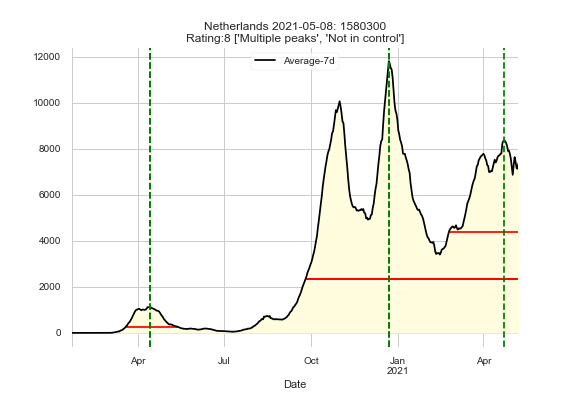 Netherlands 2021-05-08: 1580300
Rating:8 ['Multiple peaks', 'Not in control']
Average-7d
12000
10000
8000
6000
4000
2000
0
Apr
Jul
Oct
Jan
2021
Apr
Date